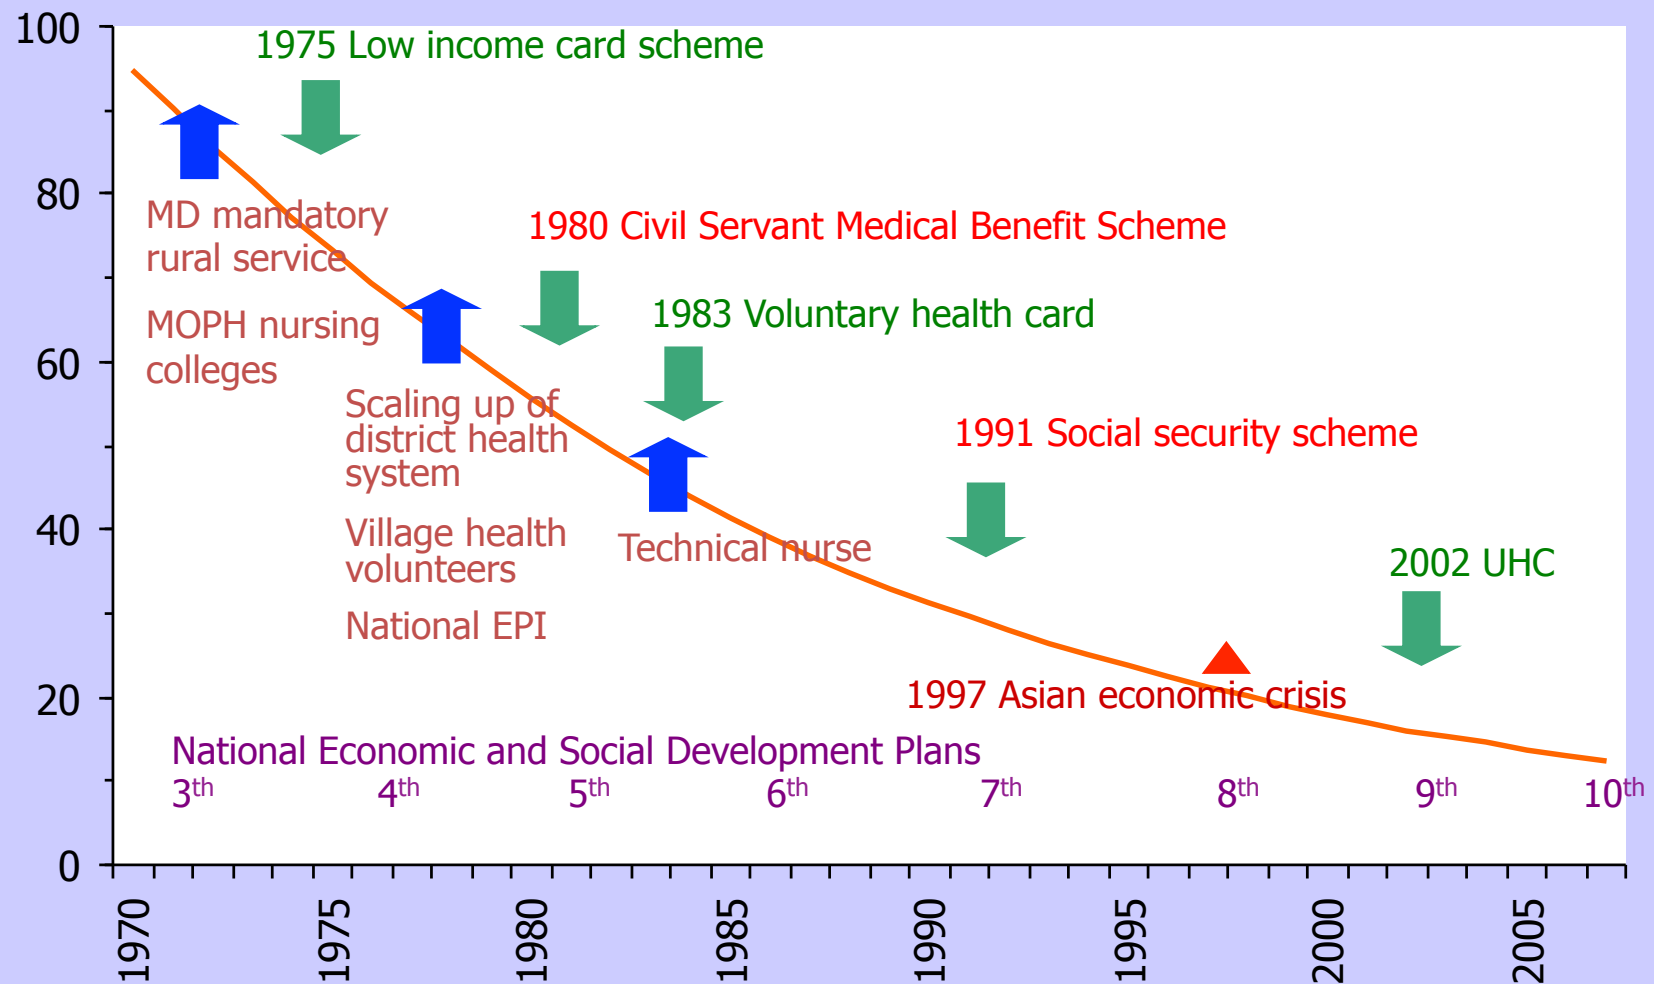 100
80
60
40
20
0
1975 Low income card scheme
MD mandatory
rural service
MOPH nursing
colleges
1980 Civil Servant Medical Benefit Scheme
1983 Voluntary health card
Scaling up of
district health
system
Village health
volunteers
National EPI
Technical nurse
1991 Social security scheme
2002 UHC
1997 Asian economic crisis
National Economic and Social Development Plans
3th 4th 5th 6th 7th 8th 9th 10th
1970 1975 1980 1985 1990 1995 2000 2005